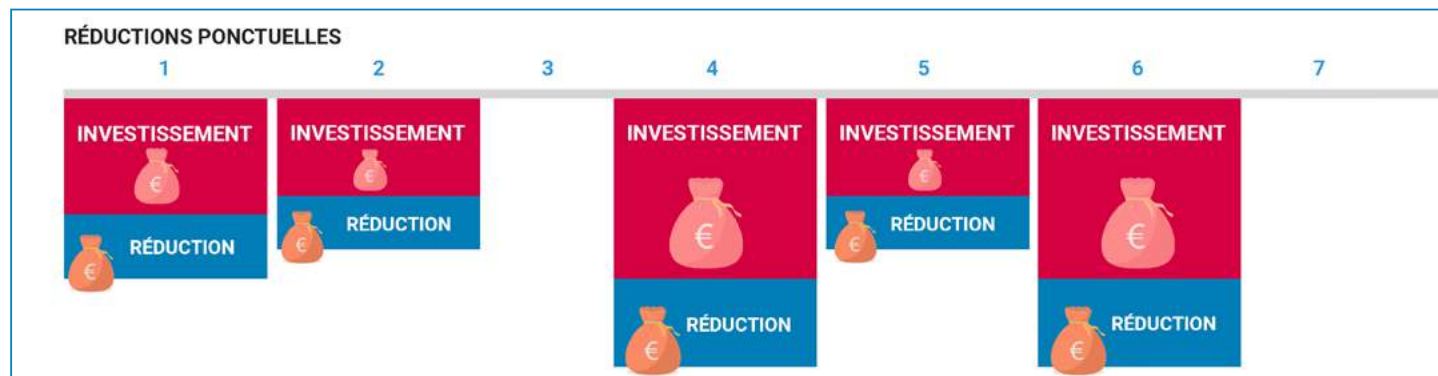 RÉDUCTIONS PONCTUELLES
1 2 3 4 5 6 7
INVESTISSEMENT INVESTISSEMENT INVESTISSEMENT INVESTISSEMENT INVESTISSEMENT
€ € € € €
RÉDUCTION RÉDUCTION RÉDUCTION
€ € €
RÉDUCTION RÉDUCTION
€ €